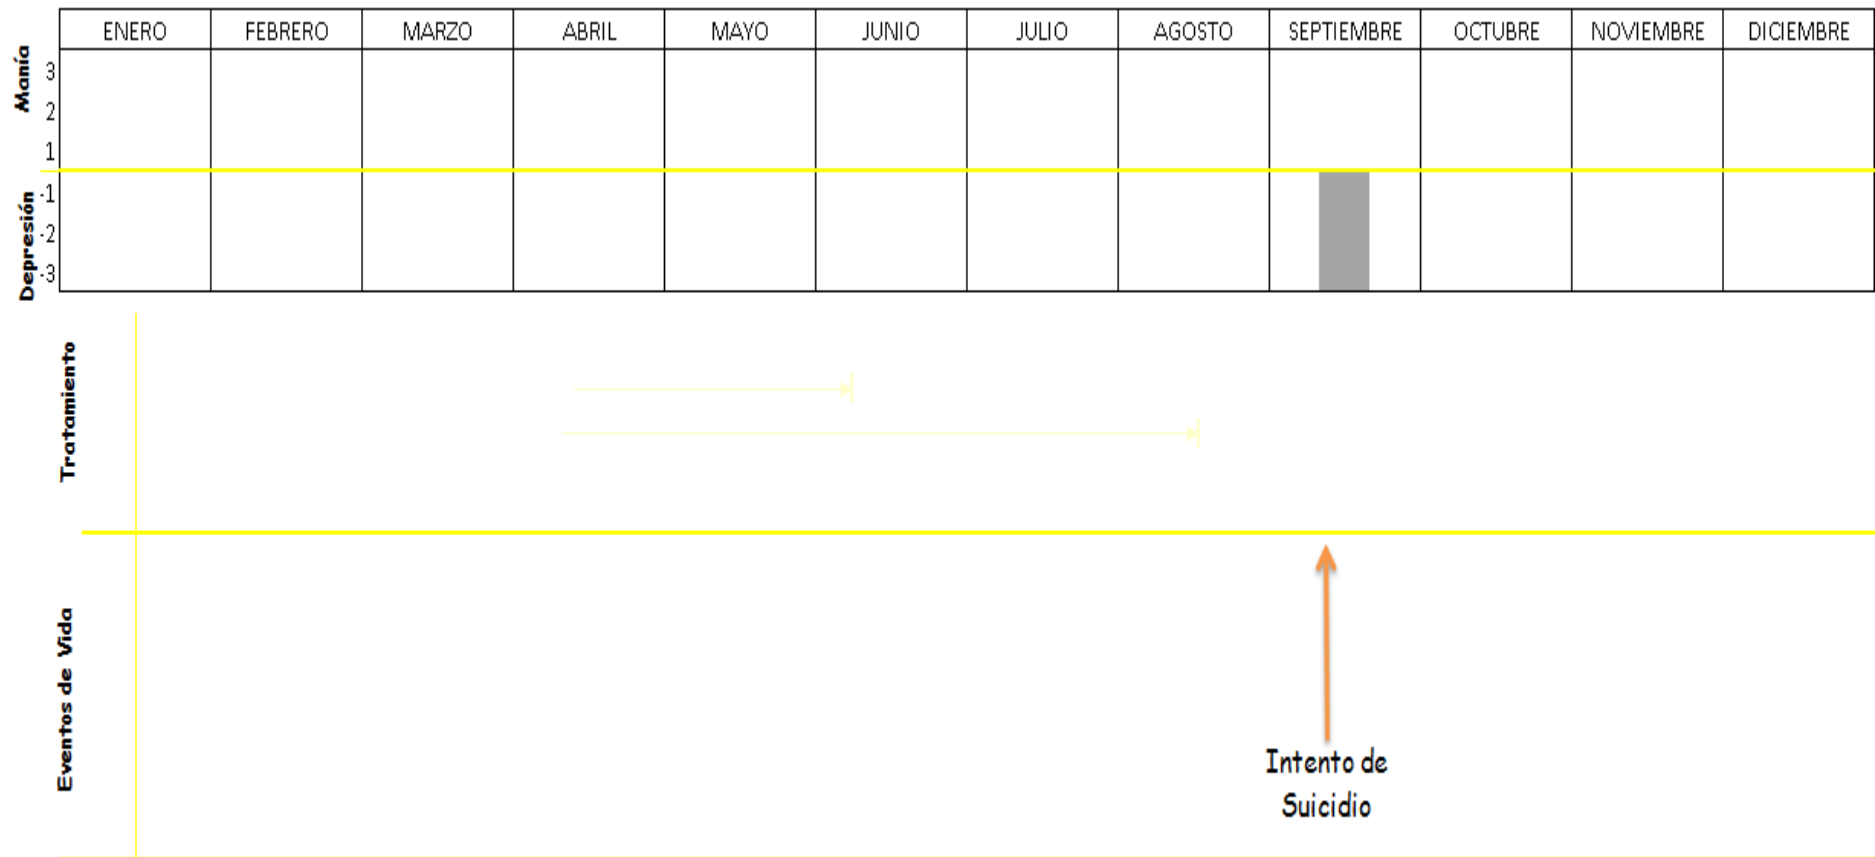 ENERO FEBRERO MARZO ABRIL MAYO JUNIO JULIO AGOSTO SEPTIEMBRE OCTUBRE NOVIEMBRE DICIEMBRE
Manía
3
2
1
Depresión
-1
-2
-3
Tratamiento
Eventos de Vida
Intento de
Suicidio